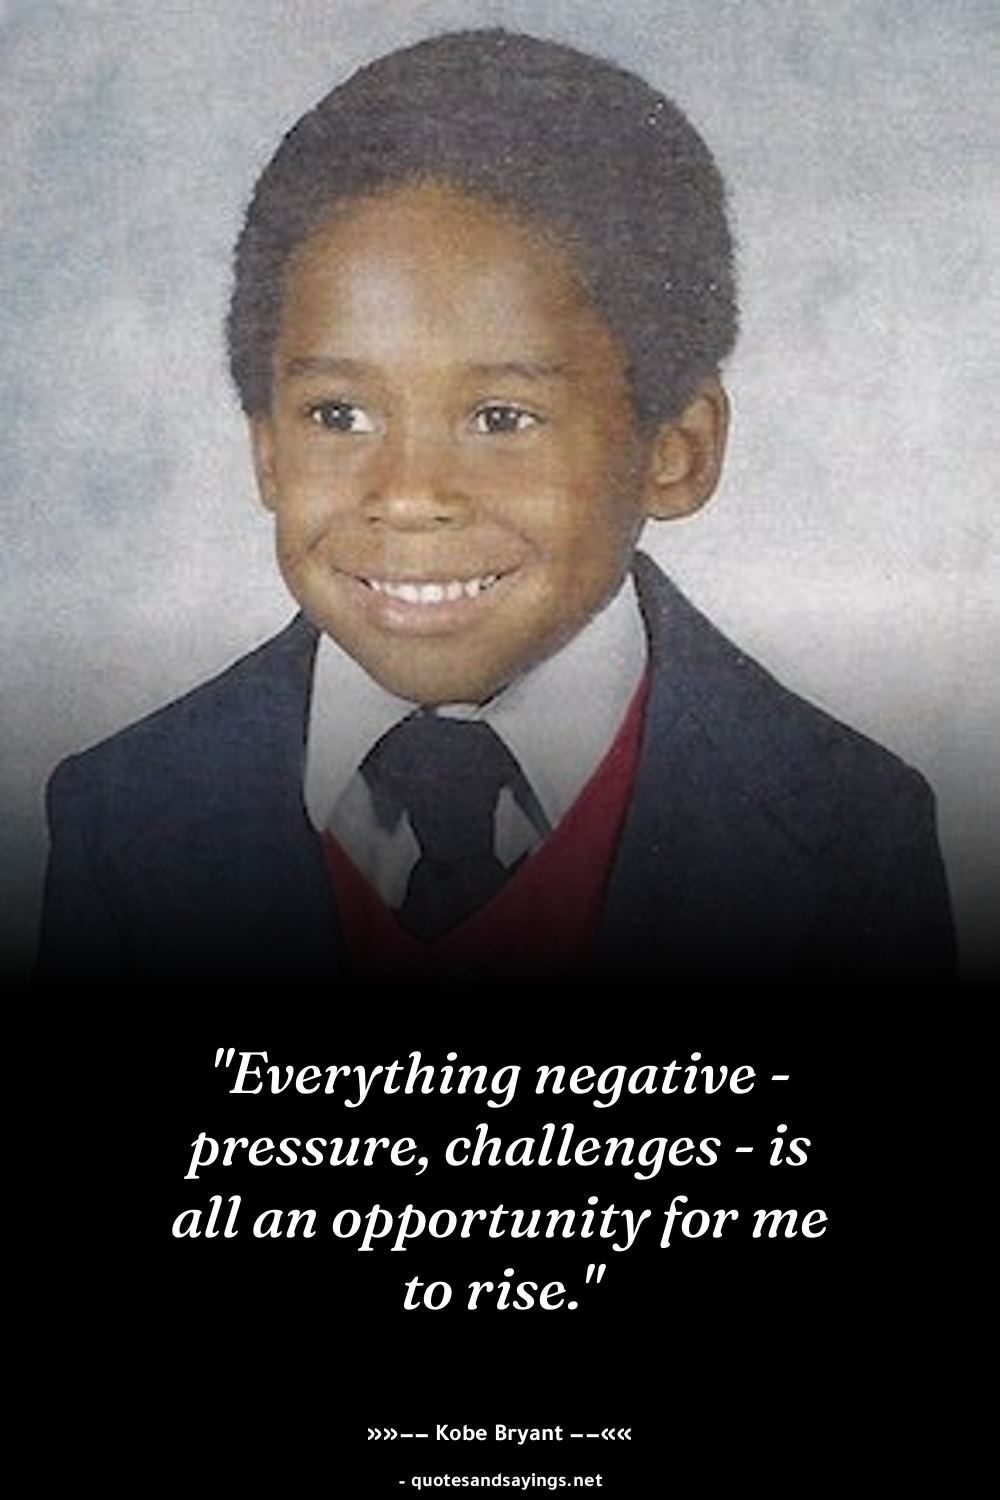 "Everything negative -
pressure, challenges - is
all an opportunity for me
to rise."
»»−− Kobe Bryant −−««
- quotesandsayings.net